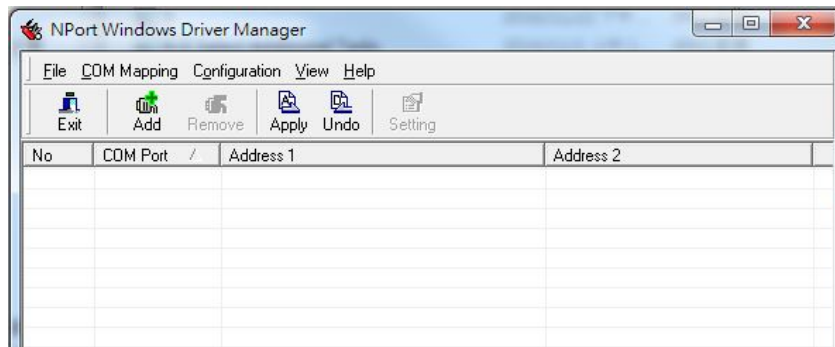 NPort Windows Driver Manager
File COM Mapping Configuration View Help
Exit Add Remove Apply Undo Setting
No COM Port Address 1 Address 2